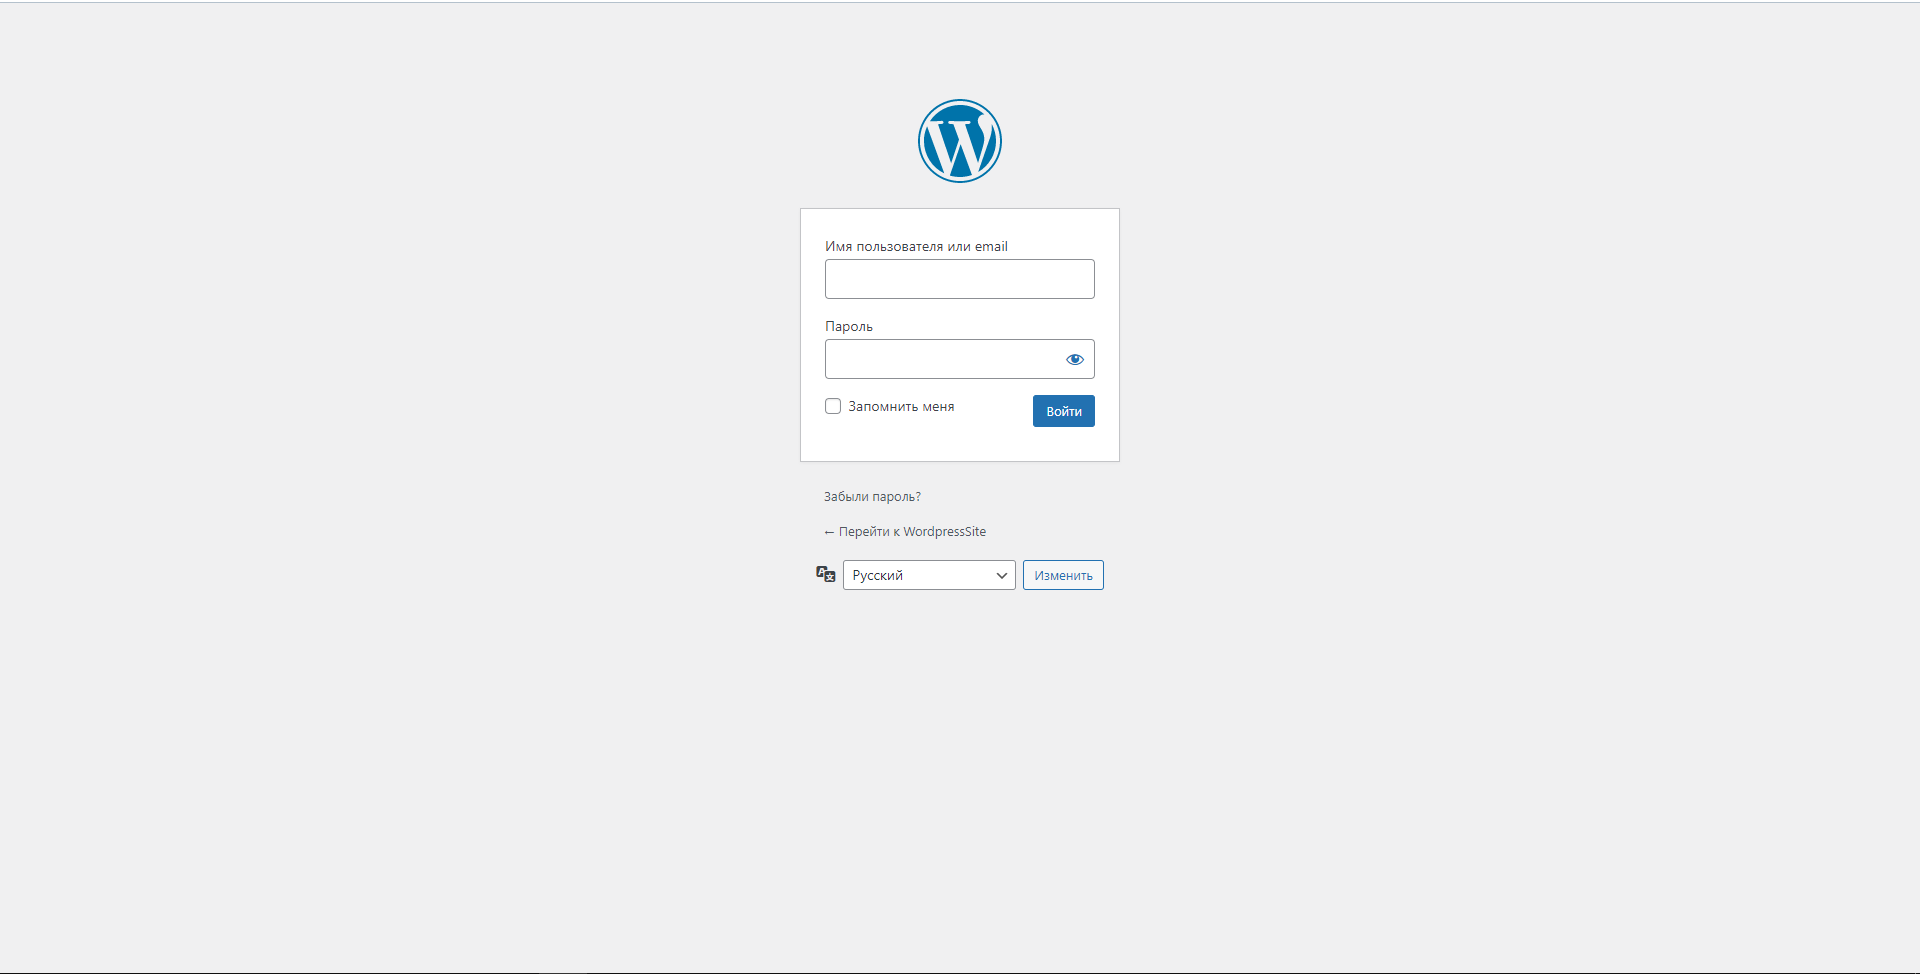 Имя пользователя или email
Пароль
Запомнить меня
Войти
Забыли пароль?
← Перейти к WordpressSite
Русский
Изменить